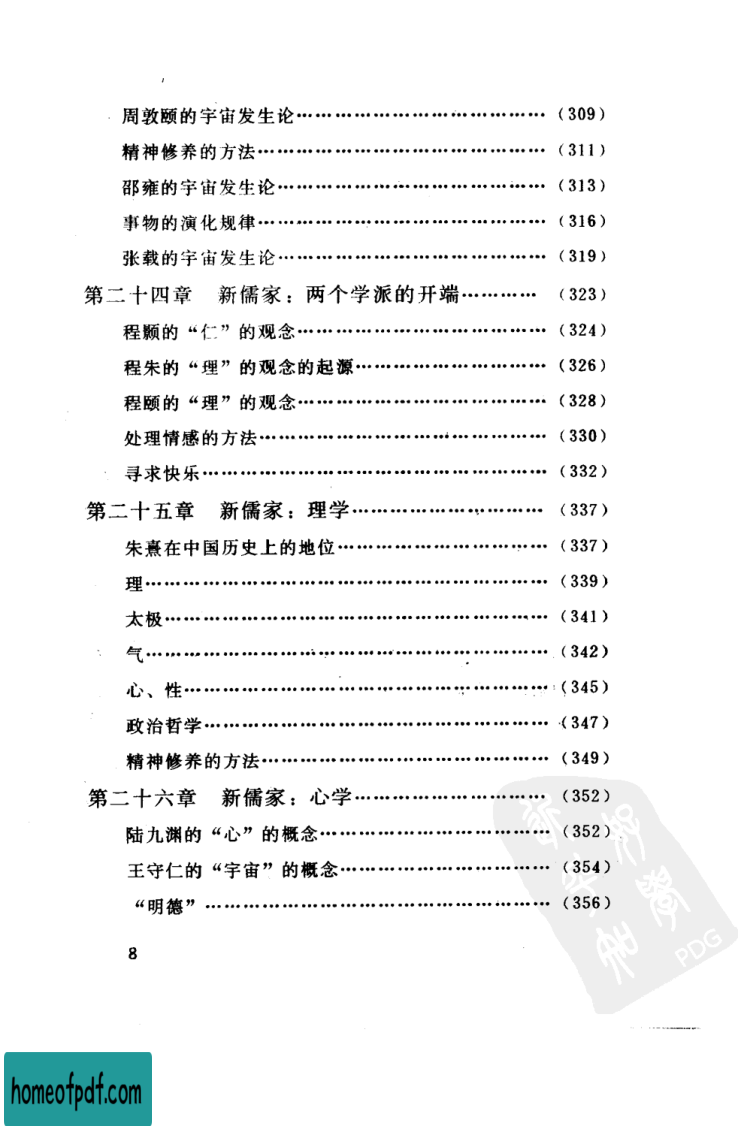 周敦颐的宇宙发生论………………………………… (309)
精神修养的方法……………………………………… (311)
邵雍的宇宙发生论…………………………………… (313)
事物的演化规律……………………………………… (316)
张载的宇宙发生论…………………………………… (319)
第二十四章 新儒家：两个学派的开端………… (323)
程颢的“仁”的观念………………………………… (324)
程朱的“理”的观念的起源………………………… (326)
程颐的“理”的观念………………………………… (328)
处理情感的方法……………………………………… (330)
寻求快乐……………………………………………… (332)
第二十五章 新儒家：理学………………………… (337)
朱熹在中国历史上的地位…………………………… (337)
理……………………………………………………… (339)
太极…………………………………………………… (341)
气……………………………………………………… (342)
心、性………………………………………………… (345)
政治哲学……………………………………………… (347)
精神修养的方法……………………………………… (349)
第二十六章 新儒家：心学………………………… (352)
陆九渊的“心”的概念……………………………… (352)
王守仁的“宇宙”的概念…………………………… (354)
“明德”……………………………………………… (356)
8
PDG
homeofpdf.com